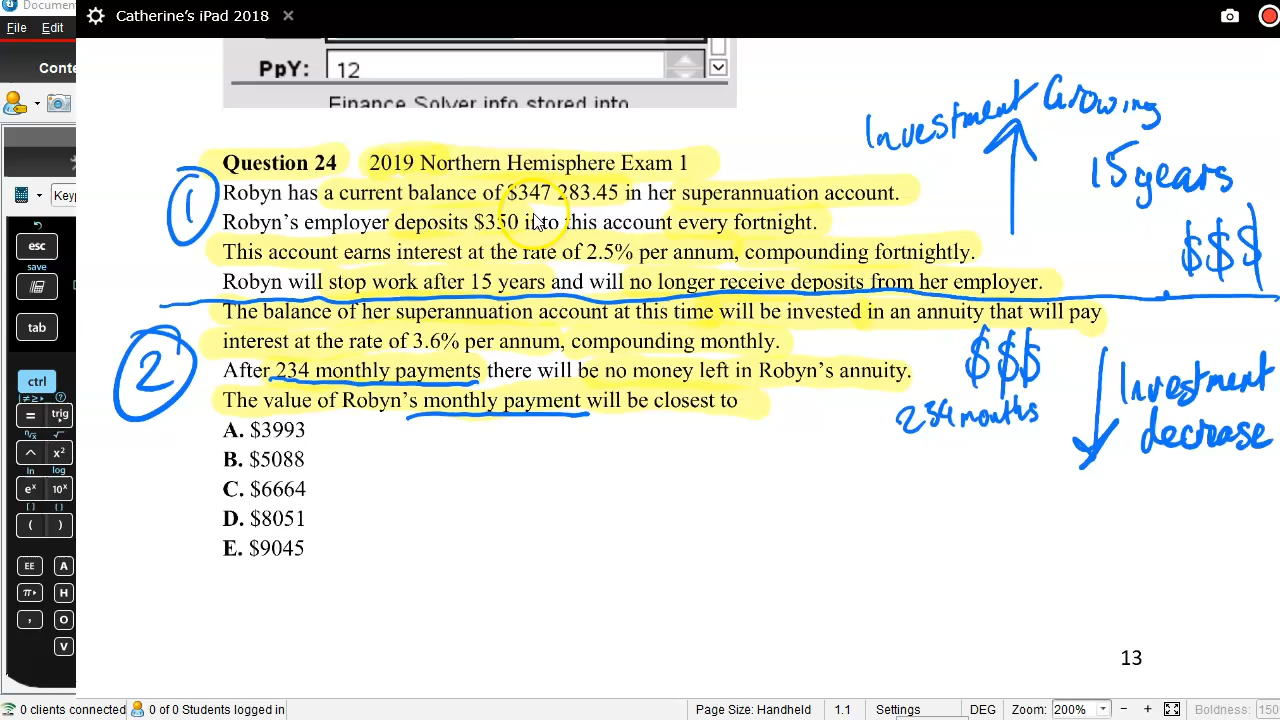 Documen
Catherine's iPad 2018
File Edit
Conte
PpY: 12
Finance Solver info stored into
Investment Growing
15 years
$$$
1
Question 24 2019 Northern Hemisphere Exam 1
Robyn has a current balance of $347 283.45 in her superannuation account.
Robyn's employer deposits $350 into this account every fortnight.
This account earns interest at the rate of 2.5% per annum, compounding fortnightly.
Robyn will stop work after 15 years and will no longer receive deposits from her employer.
2
The balance of her superannuation account at this time will be invested in an annuity that will pay
interest at the rate of 3.6% per annum, compounding monthly.
After 234 monthly payments there will be no money left in Robyn's annuity.
The value of Robyn's monthly payment will be closest to
A. $3993
B. $5088
C. $6664
D. $8051
E. $9045
$$$
234 months
Investment
decrease
13
Key
esc
save
tab
ctrl
= trig
^ x²
ln log
eˣ 10ˣ
[ ] { }
( )
EE A
π H
, O
V
0 clients connected 0 of 0 Students logged in Page Size: Handheld 1.1 Settings DEG Zoom: 200% Boldness: 150